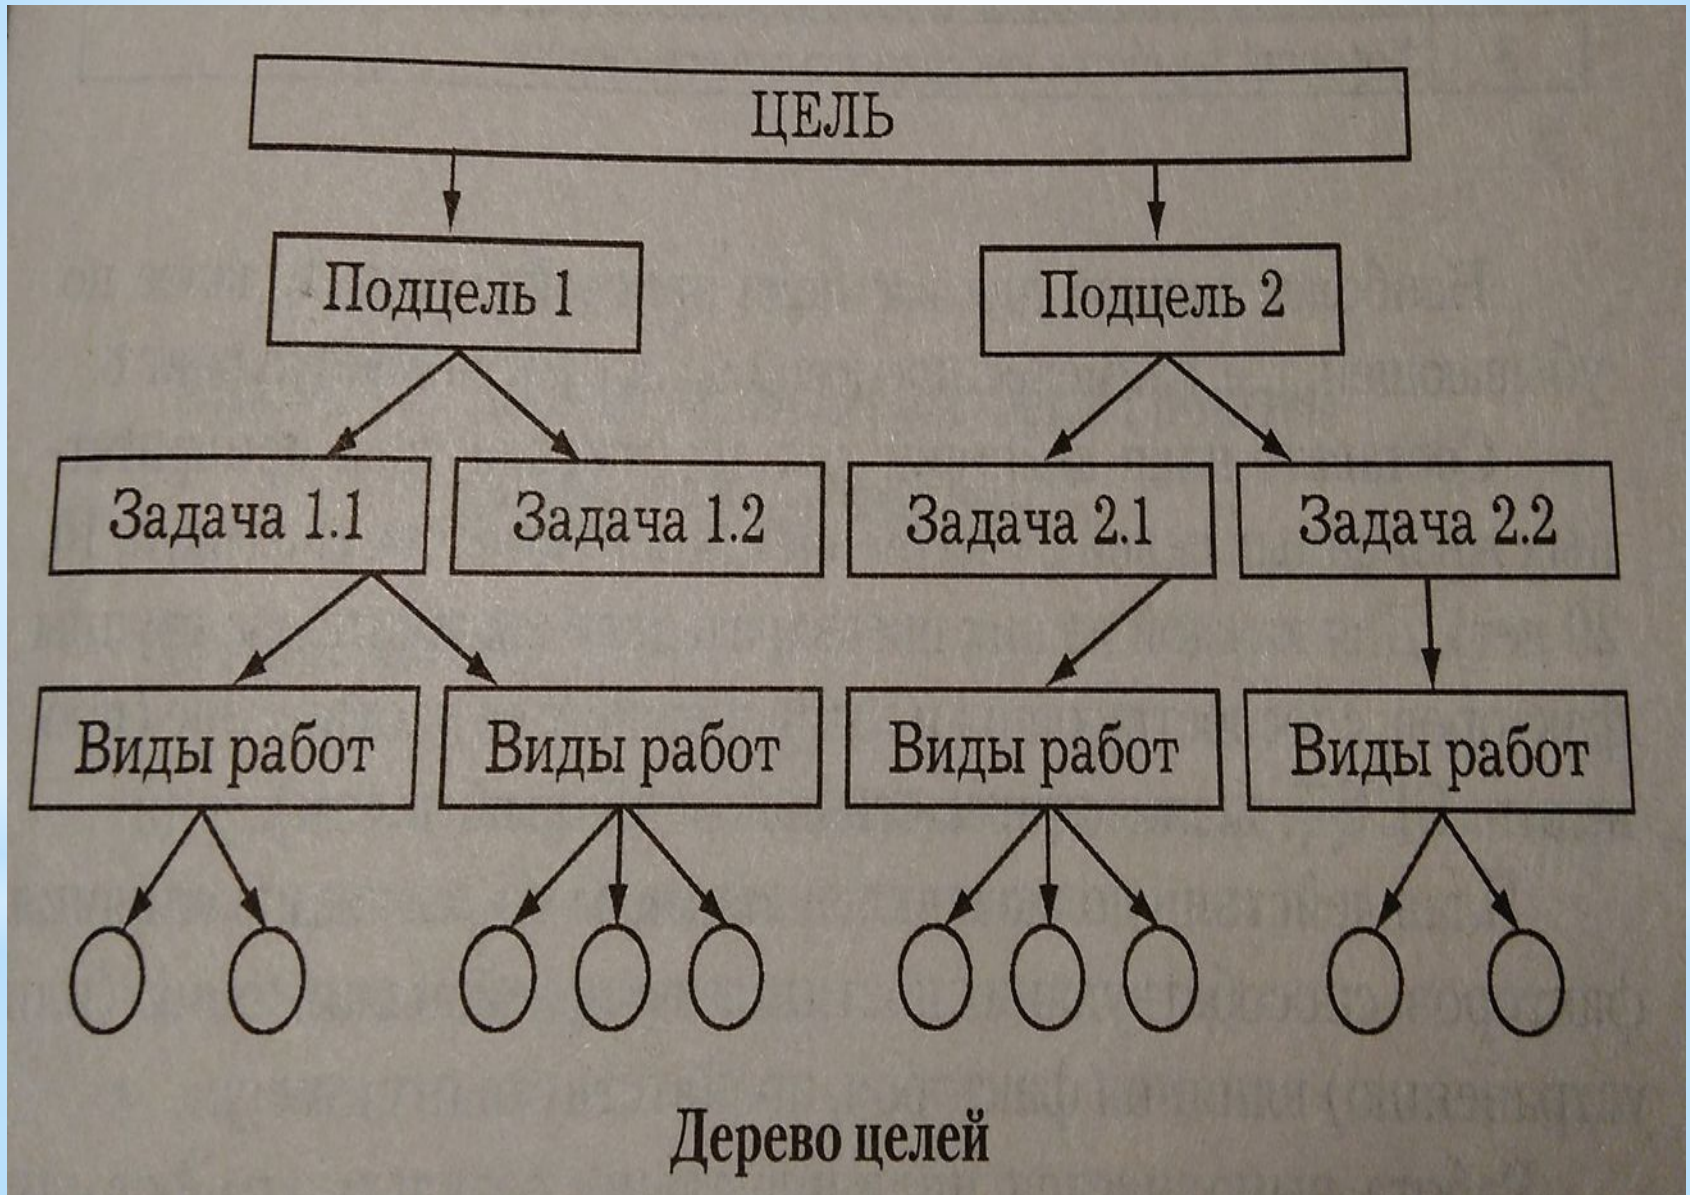 ЦЕЛЬ
Подцель 1 Подцель 2
Задача 1.1 Задача 1.2 Задача 2.1 Задача 2.2
Виды работ Виды работ Виды работ Виды работ
Дерево целей